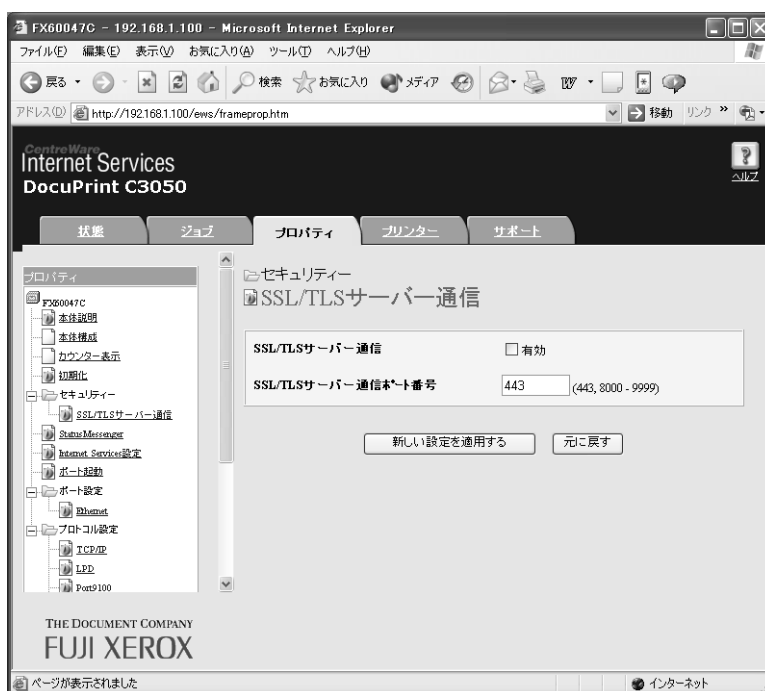 FX60047C - 192.168.1.100 - Microsoft Internet Explorer
ファイル(F) 編集(E) 表示(V) お気に入り(A) ツール(T) ヘルプ(H)
戻る 検索 お気に入り メディア
アドレス(D) http://192.168.1.100/ews/frameprop.htm 移動 リンク »
CentreWare
Internet Services
DocuPrint C3050
ヘルプ
状態 ジョブ プロパティ プリンター サポート
プロパティ
FX60047C
本体説明
本体構成
カウンター表示
初期化
セキュリティー
SSL/TLSサーバー通信
StatusMessenger
Internet Services設定
ポート起動
ポート設定
Ethernet
プロトコル設定
TCP/IP
LPD
Port9100
セキュリティー
SSL/TLSサーバー通信
SSL/TLSサーバー通信 有効
SSL/TLSサーバー通信ポート番号 443 (443, 8000 - 9999)
新しい設定を適用する 元に戻す
THE DOCUMENT COMPANY
FUJI XEROX
ページが表示されました インターネット